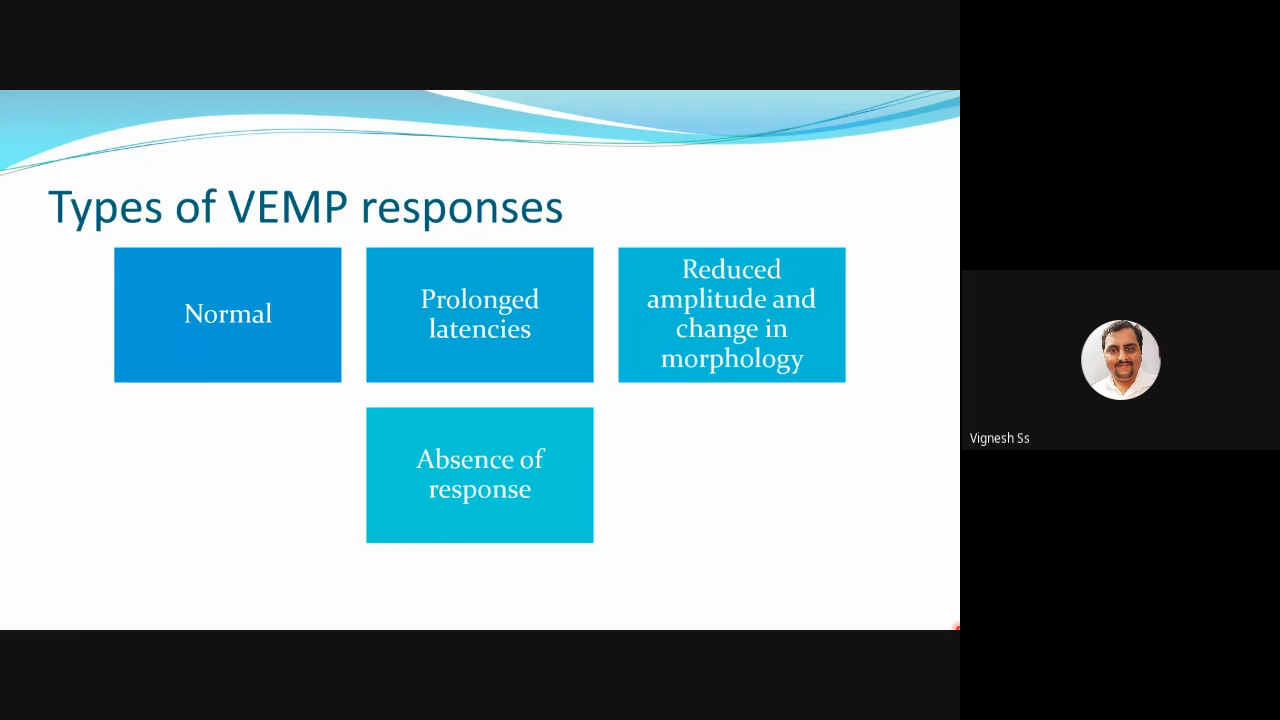 Types of VEMP responses
Normal
Prolonged
latencies
Reduced
amplitude and
change in
morphology
Absence of
response
Vignesh Ss